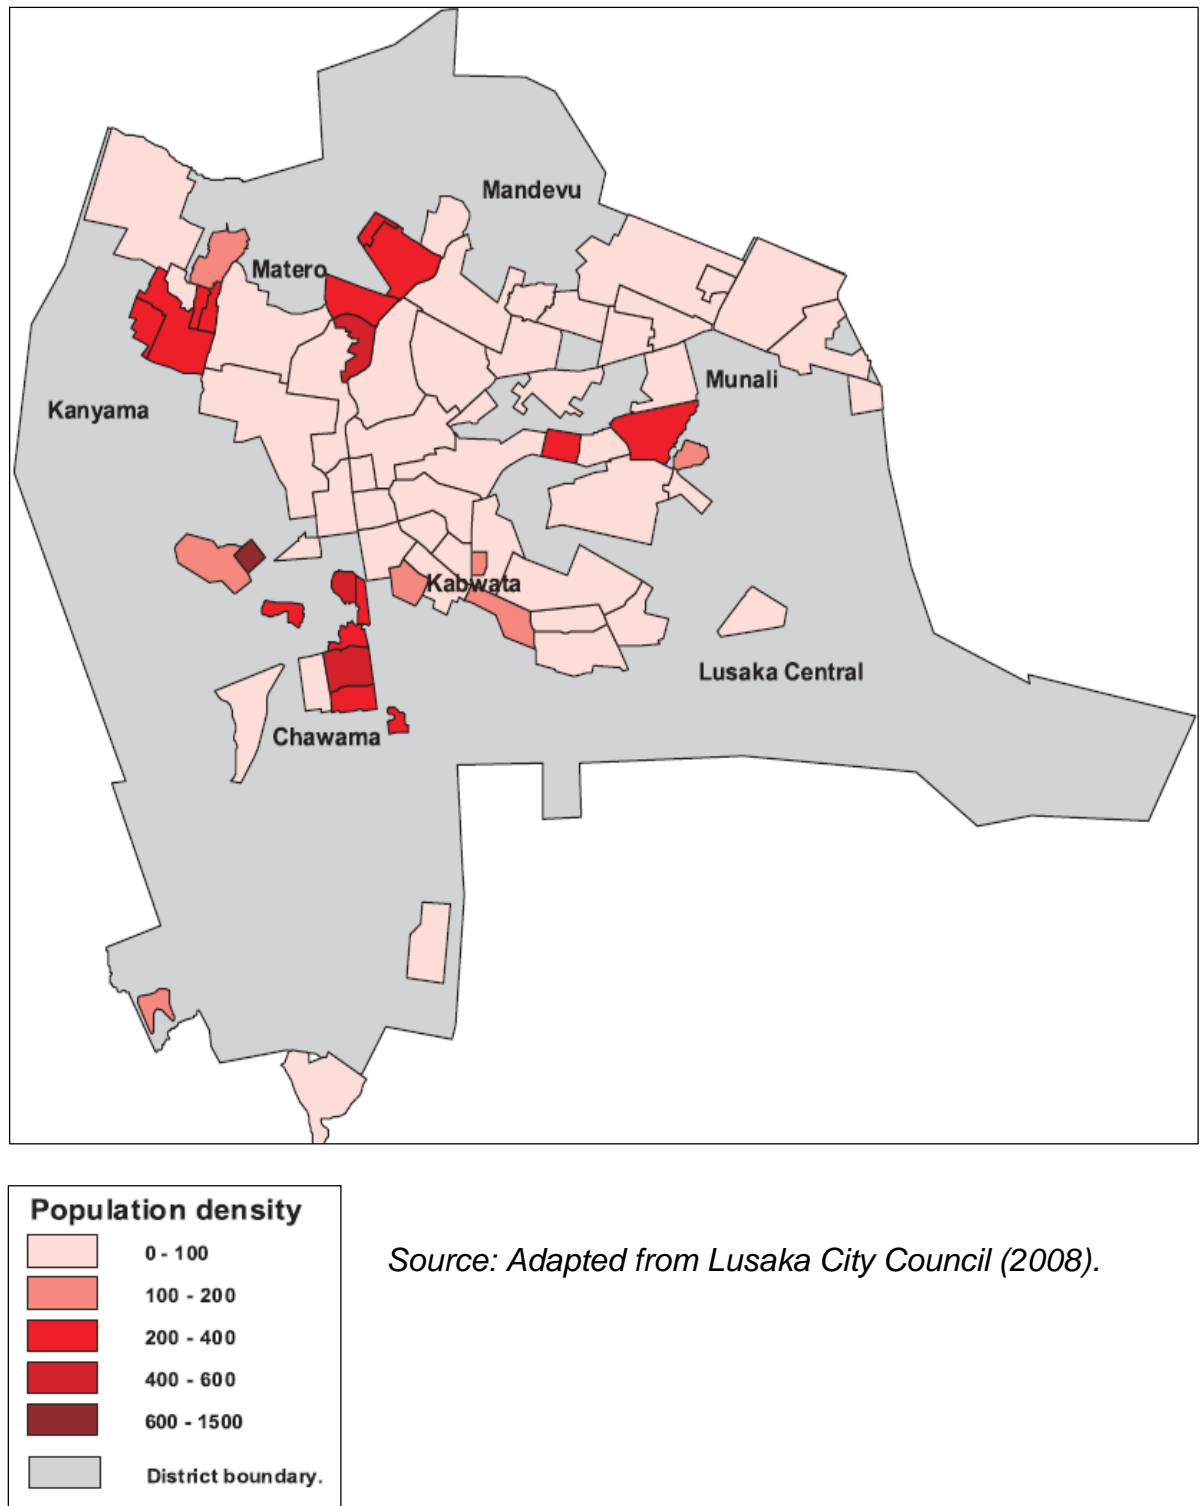 Mandevu
Matero
Munali
Kanyama
Kabwata
Lusaka Central
Chawama
Population density
0 - 100
100 - 200
200 - 400
400 - 600
600 - 1500
District boundary.
Source: Adapted from Lusaka City Council (2008).